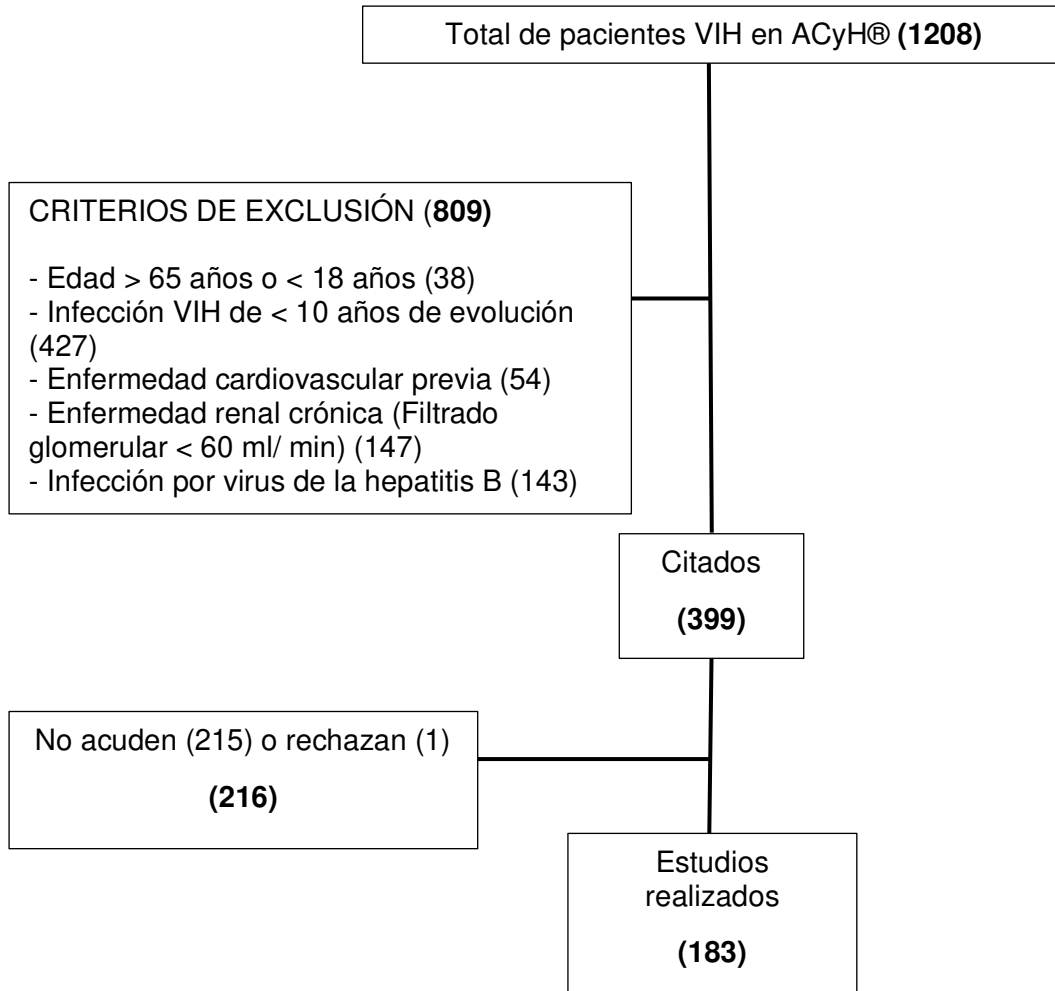 Total de pacientes VIH en ACyH® (1208)
CRITERIOS DE EXCLUSIÓN (809)
- Edad > 65 años o < 18 años (38)
- Infección VIH de < 10 años de evolución
(427)
- Enfermedad cardiovascular previa (54)
- Enfermedad renal crónica (Filtrado
glomerular < 60 ml/ min) (147)
- Infección por virus de la hepatitis B (143)
Citados
(399)
No acuden (215) o rechazan (1)
(216)
Estudios
realizados
(183)